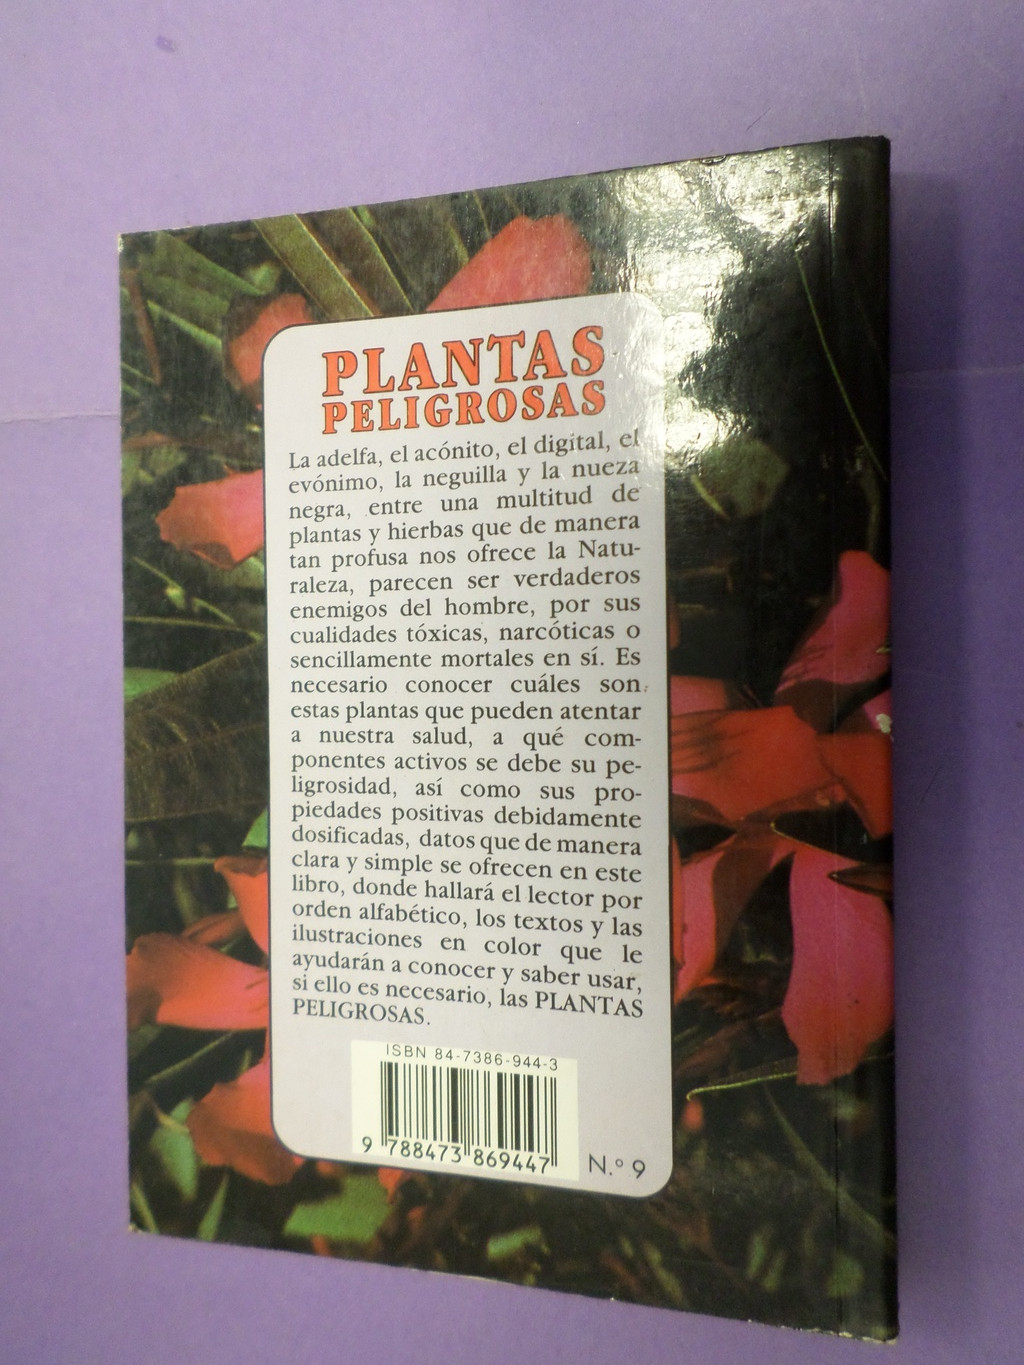 PLANTAS
PELIGROSAS
La adelfa, el acónito, el digital, el
evónimo, la neguilla y la nueza
negra, entre una multitud de
plantas y hierbas que de manera
tan profusa nos ofrece la Natu-
raleza, parecen ser verdaderos
enemigos del hombre, por sus
cualidades tóxicas, narcóticas o
sencillamente mortales en sí. Es
necesario conocer cuáles son
estas plantas que pueden atentar
a nuestra salud, a qué com-
ponentes activos se debe su pe-
ligrosidad, así como sus pro-
piedades positivas debidamente
dosificadas, datos que de manera
clara y simple se ofrecen en este
libro, donde hallará el lector por
orden alfabético, los textos y las
ilustraciones en color que le
ayudarán a conocer y saber usar,
si ello es necesario, las PLANTAS
PELIGROSAS.
ISBN 84-7386-944-3
9 788473 869447
N.º 9